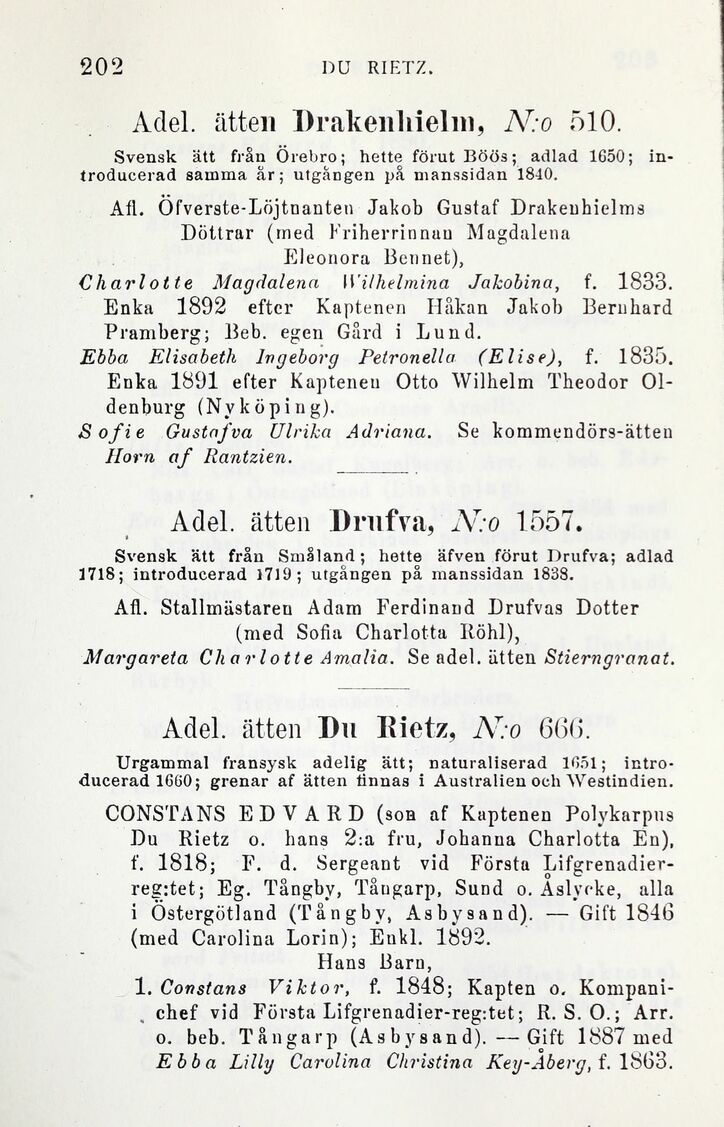 202 DU RIETZ.
Adel. ätten Drakenhielm, N:o 510.
Svensk ätt från Örebro; hette förut Böös; adlad 1650; in-
troducerad samma år; utgången på manssidan 1840.
Afl. Öfverste-Löjtnanten Jakob Gustaf Drakenhielms
Döttrar (med Friherrinnan Magdalena
Eleonora Bennet),
Charlotte Magdalena Wilhelmina Jakobina, f. 1833.
Enka 1892 efter Kaptenen Håkan Jakob Bernhard
Pramberg; Beb. egen Gård i Lund.
Ebba Elisabeth Ingeborg Petronella (Elise), f. 1835.
Enka 1891 efter Kaptenen Otto Wilhelm Theodor Ol-
denburg (Nyköping).
Sofie Gustafva Ulrika Adriana. Se kommendörs-ätten
Horn af Rantzien.
Adel. ätten Drufva, N:o 1557.
Svensk ätt från Småland; hette äfven förut Drufva; adlad
1718; introducerad 1719; utgången på manssidan 1838.
Afl. Stallmästaren Adam Ferdinand Drufvas Dotter
(med Sofia Charlotta Röhl),
Margareta Charlotte Amalia. Se adel. ätten Stierngranat.
Adel. ätten Du Rietz, N:o 666.
Urgammal fransysk adelig ätt; naturaliserad 1651; intro-
ducerad 1660; grenar af ätten finnas i Australien och Westindien.
CONSTANS EDVARD (son af Kaptenen Polykarpus
Du Rietz o. hans 2:a fru, Johanna Charlotta En),
f. 1818; F. d. Sergeant vid Första Lifgrenadier-
reg:tet; Eg. Tångby, Tångarp, Sund o. Åslycke, alla
i Östergötland (Tångby, Asbysand). — Gift 1846
(med Carolina Lorin); Enkl. 1892.
Hans Barn,
1. Constans Viktor, f. 1848; Kapten o. Kompani-
chef vid Första Lifgrenadier-reg:tet; R. S. O.; Arr.
o. beb. Tångarp (Asbysand). — Gift 1887 med
Ebba Lilly Carolina Christina Key-Åberg, f. 1863.